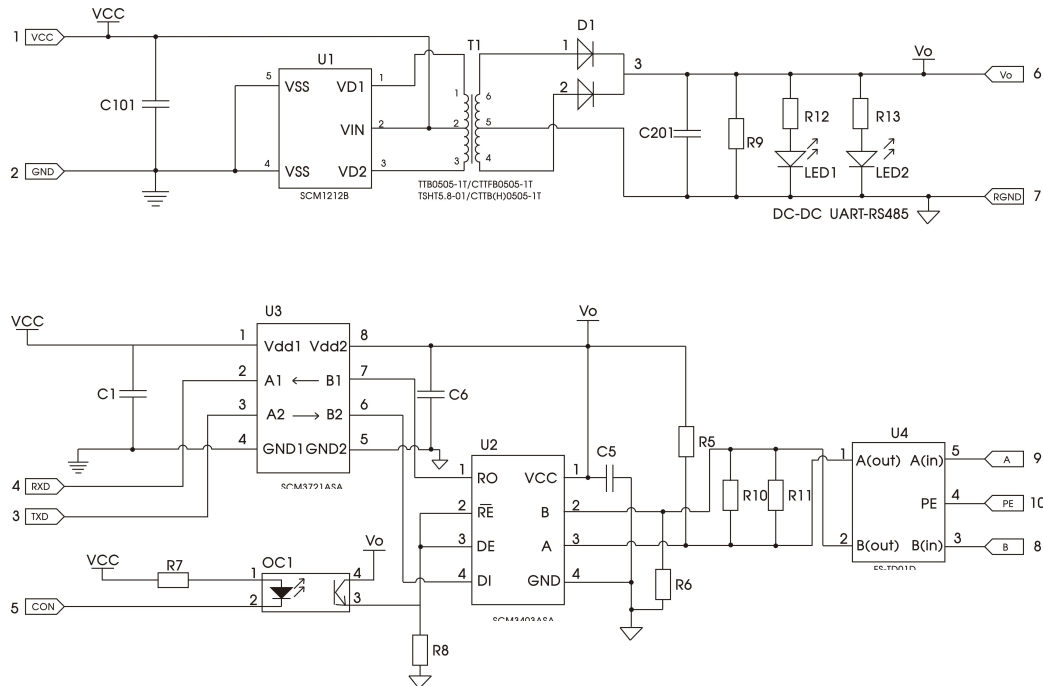 VCC
1 VCC
C101
2 GND
U1
5 VSS VD1 1
VIN 2
4 VSS VD2 3
SCM1212B
T1
1 6
2 5
3 4
TTB0505-1T/CTTFB0505-1T
TSHT5.8-01/CTTB(H)0505-1T
D1
1
2
3
C201
R9
R12
LED1
R13
LED2
Vo
Vo 6
RGND 7
DC-DC UART-RS485
VCC
C1
U3
1 Vdd1 Vdd2 8
2 A1 ← B1 7
3 A2 → B2 6
4 GND1 GND2 5
SCM3721ASA
C6
4 RXD
3 TXD
Vo
U2
1 RO VCC 1
2 RE B 2
3 DE A 3
4 DI GND 4
SCM3403ASA
C5
R5
R6
R10
R11
U4
1 A(out) A(in) 5
PE 4
2 B(out) B(in) 3
ES-TD01D
A 9
PE 10
B 8
VCC
R7
5 CON
OC1
1 4
2 3
Vo
R8